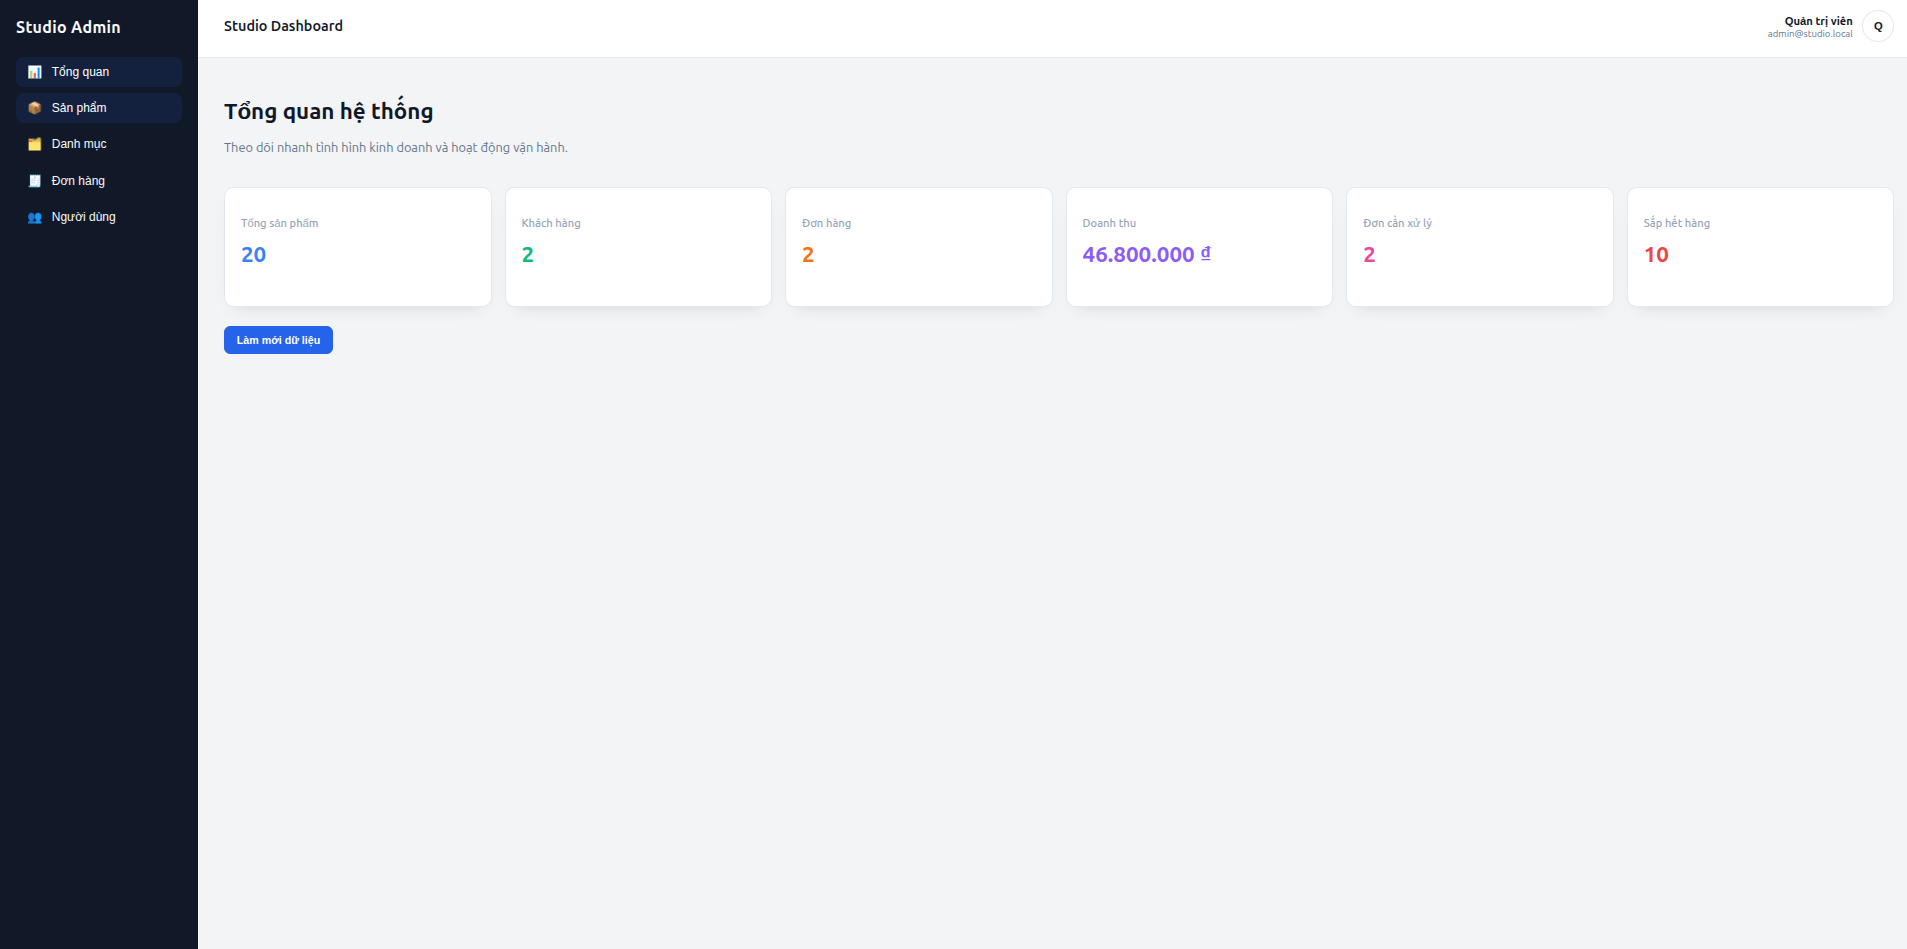 Studio Admin
Tổng quan
Sản phẩm
Danh mục
Đơn hàng
Người dùng
Studio Dashboard
Quản trị viên
admin@studio.local
Q
Tổng quan hệ thống
Theo dõi nhanh tình hình kinh doanh và hoạt động vận hành.
Tổng sản phẩm
20
Khách hàng
2
Đơn hàng
2
Doanh thu
46.800.000 ₫
Đơn cần xử lý
2
Sắp hết hàng
10
Làm mới dữ liệu